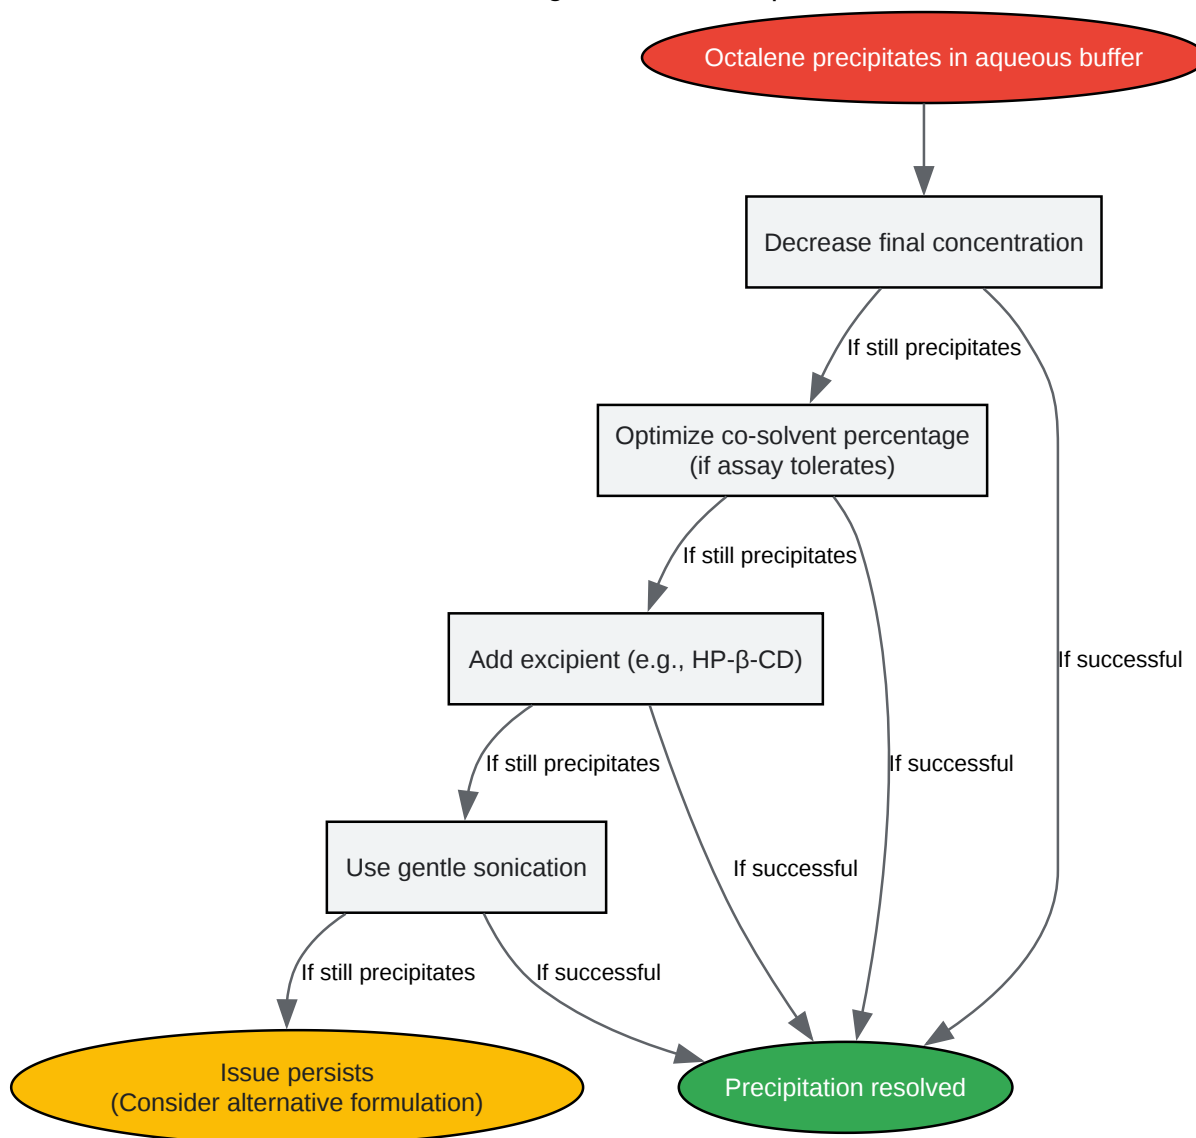 Octalene precipitates in aqueous buffer
Decrease final concentration
If still precipitates
Optimize co-solvent percentage
(if assay tolerates)
If still precipitates
Add excipient (e.g., HP-β-CD)
If successful
If still precipitates
If successful
Use gentle sonication
If successful
If still precipitates
If successful
Issue persists
(Consider alternative formulation)
Precipitation resolved